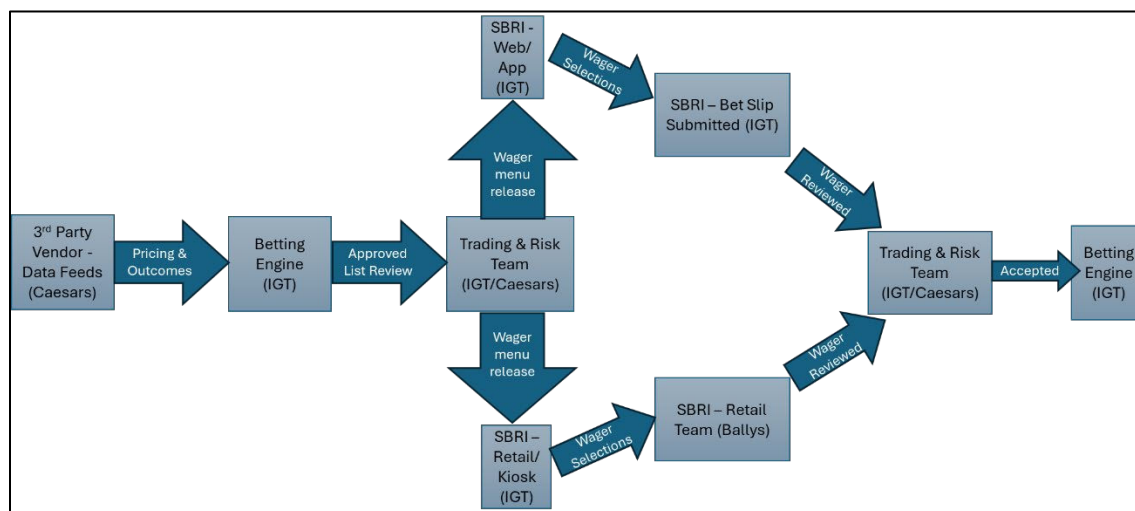 3rd Party
Vendor -
Data Feeds
(Caesars)
Pricing &
Outcomes
Betting
Engine
(IGT)
Approved
List Review
Trading & Risk
Team
(IGT/Caesars)
Wager
menu
release
SBRI -
Web/
App
(IGT)
Wager
Selections
SBRI – Bet Slip
Submitted (IGT)
Wager
Reviewed
Wager
menu
release
SBRI –
Retail/
Kiosk
(IGT)
Wager
Selections
SBRI – Retail
Team (Ballys)
Wager
Reviewed
Trading & Risk
Team
(IGT/Caesars)
Accepted
Betting
Engine
(IGT)